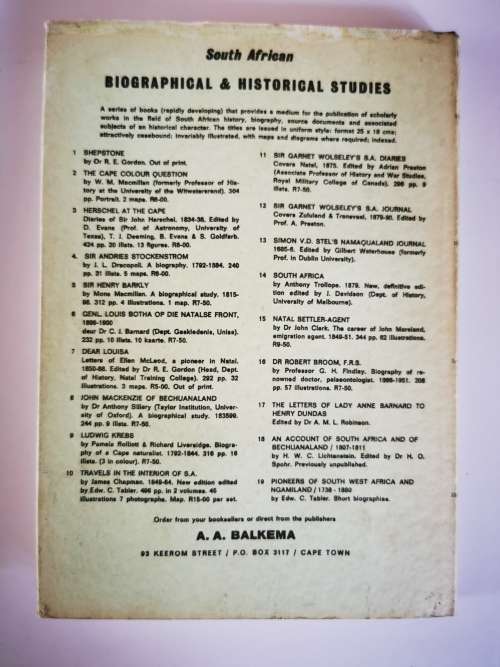 South African
BIOGRAPHICAL & HISTORICAL STUDIES
A series of books (rapidly developing) that provides a medium for the publication of scholarly
works in the field of South African history, biography, source documents and associated
subjects of an historical character. The titles are issued in uniform style: format 25 x 18 cms;
attractively casebound; invariably illustrated, with maps and diagrams where required; indexed.
1 SHEPSTONE
by Dr R. E. Gordon. Out of print.
2 THE CAPE COLOUR QUESTION
by W. M. Macmillan (formerly Professor of His-
tory at the University of the Witwatersrand). 304
pp. Portrait. 2 maps. R6-00.
3 HERSCHEL AT THE CAPE
Diaries of Sir John Herschel, 1834-38. Edited by
D. Evans (Prof. of Astronomy, University of
Texas), T. J. Deeming, B. Evans & S. Goldfarb.
424 pp. 20 illsts. 13 figures. R8-00.
4. SIR ANDRIES STOCKENSTROM
by J. L. Dracopoli. A biography. 1792-1864. 240
pp. 31 illsts. 5 maps. R6-00.
5 SIR HENRY BARKLY
by Mona Macmillan. A biographical study. 1815-
98. 312 pp. 4 illustrations. 1 map. R7-50.
6 GENL. LOUIS BOTHA OP DIE NATALSE FRONT,
1899-1900
deur Dr C. J. Barnard (Dept. Geskiedenis, Unisa).
232 pp. 16 illsts. 10 kaarte. R7-50.
7 DEAR LOUISA
Letters of Ellen McLeod, a pioneer in Natal.
1850-88. Edited by Dr R. E. Gordon (Head, Dept.
of History, Natal Training College). 292 pp. 32
illustrations. 3 maps. R5-00. Out of print.
8 JOHN MACKENZIE OF BECHUANALAND
by Dr Anthony Sillery (Taylor Institution, Univer-
sity of Oxford). A biographical study. 183599.
244 pp. 9 illsts. R7-50.
9 LUDWIG KREBS
by Pamela Ffolliott & Richard Liversidge. Biogra-
phy of a Cape naturalist. 1792-1844. 316 pp. 16
illsts. (3 in colour). R7-50.
10 TRAVELS IN THE INTERIOR OF S.A.
by James Chapman. 1849-64. New edition edited
by Edw. C. Tabler. 496 pp. in 2 volumes. 46
illustrations 7 photographs. Map. R15-00 per set.
11 SIR GARNET WOLSELEY'S S.A. DIARIES
Covers Natal, 1875. Edited by Adrian Preston
(Associate Professor of History and War Studies,
Royal Military College of Canada). 296 pp. 9
illsts. R7-50.
12 SIR GARNET WOLSELEY'S S.A. JOURNAL
Covers Zululand & Transvaal, 1879-80. Edited by
Prof. A. Preston.
13 SIMON V.D. STEL'S NAMAQUALAND JOURNAL
1685-6. Edited by Gilbert Waterhouse (formerly
Prof. in Dublin University).
14 SOUTH AFRICA
by Anthony Trollope. 1879. New, definitive edi-
tion edited by J. Davidson (Dept. of History,
University of Melbourne).
15 NATAL SETTLER-AGENT
by Dr John Clark. The career of John Moreland,
emigration agent. 1849-51. 344 pp. 62 illustrations.
R9-50.
16 DR ROBERT BROOM, F.R.S.
by Professor G. H. Findlay. Biography of re-
nowned doctor, palaeontologist. 1866-1951. 208
pp. 57 illustrations. R7-50.
17 THE LETTERS OF LADY ANNE BARNARD TO
HENRY DUNDAS
Edited by Dr A. M. L. Robinson.
18 AN ACCOUNT OF SOUTH AFRICA AND OF
BECHUANALAND / 1807-1811
by H. W. C. Lichtenstein. Edited by Dr H. O.
Spohr. Previously unpublished.
19 PIONEERS OF SOUTH WEST AFRICA AND
NGAMILAND / 1738 - 1880
by Edw. C. Tabler. Short biographies.
Order from your booksellers or direct from the publishers
A. A. BALKEMA
93 KEEROM STREET / P.O. BOX 3117 / CAPE TOWN